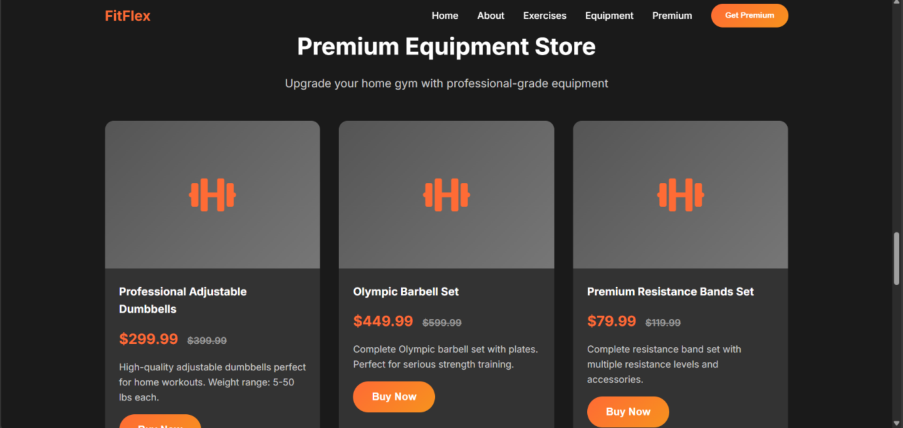 FitFlex
Home About Exercises Equipment Premium Get Premium
Premium Equipment Store
Upgrade your home gym with professional-grade equipment
Professional Adjustable
Dumbbells
$299.99 $399.99
High-quality adjustable dumbbells perfect
for home workouts. Weight range: 5-50
lbs each.
Buy Now
Olympic Barbell Set
$449.99 $599.99
Complete Olympic barbell set with plates.
Perfect for serious strength training.
Buy Now
Premium Resistance Bands Set
$79.99 $119.99
Complete resistance band set with
multiple resistance levels and
accessories.
Buy Now